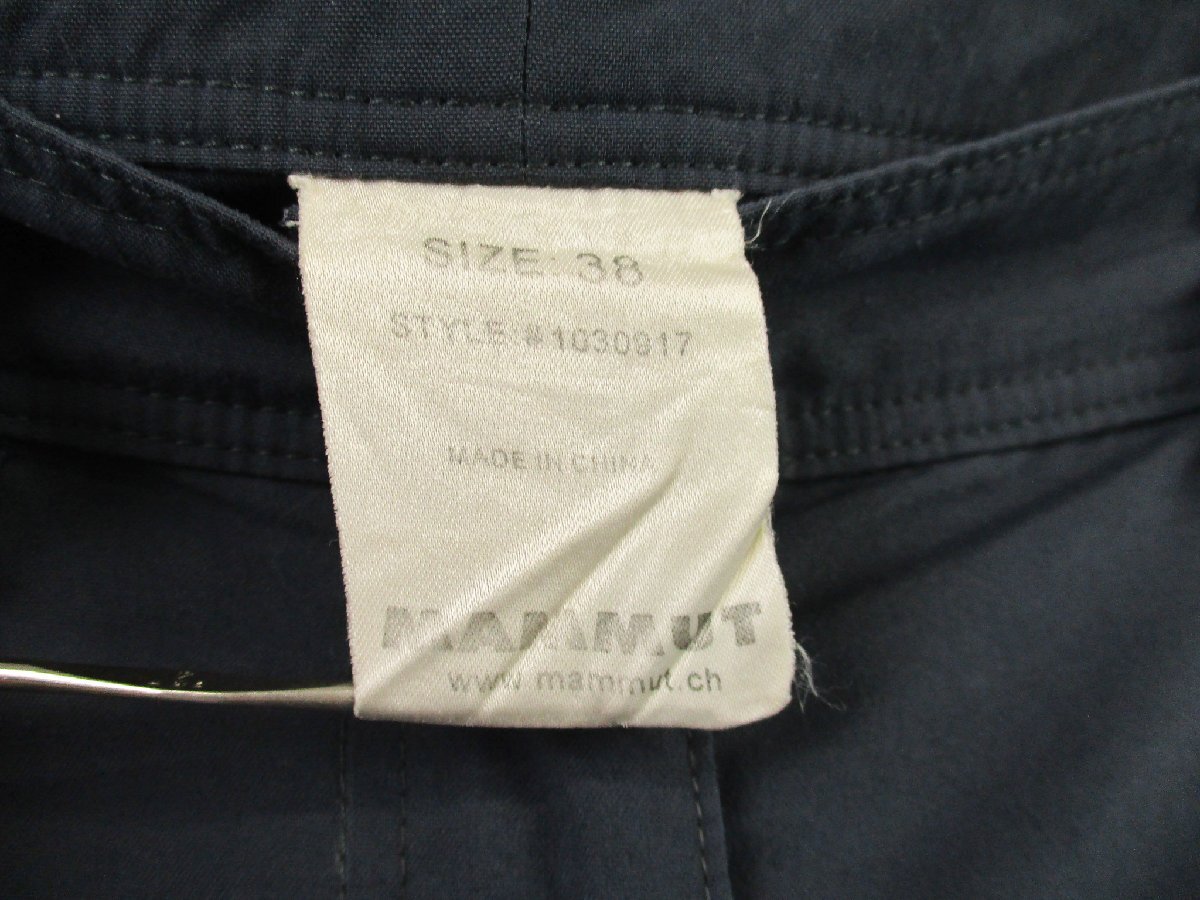 SIZE: 38
STYLE:#1030917
MADE IN CHINA
MAMMUT
www.mammut.ch